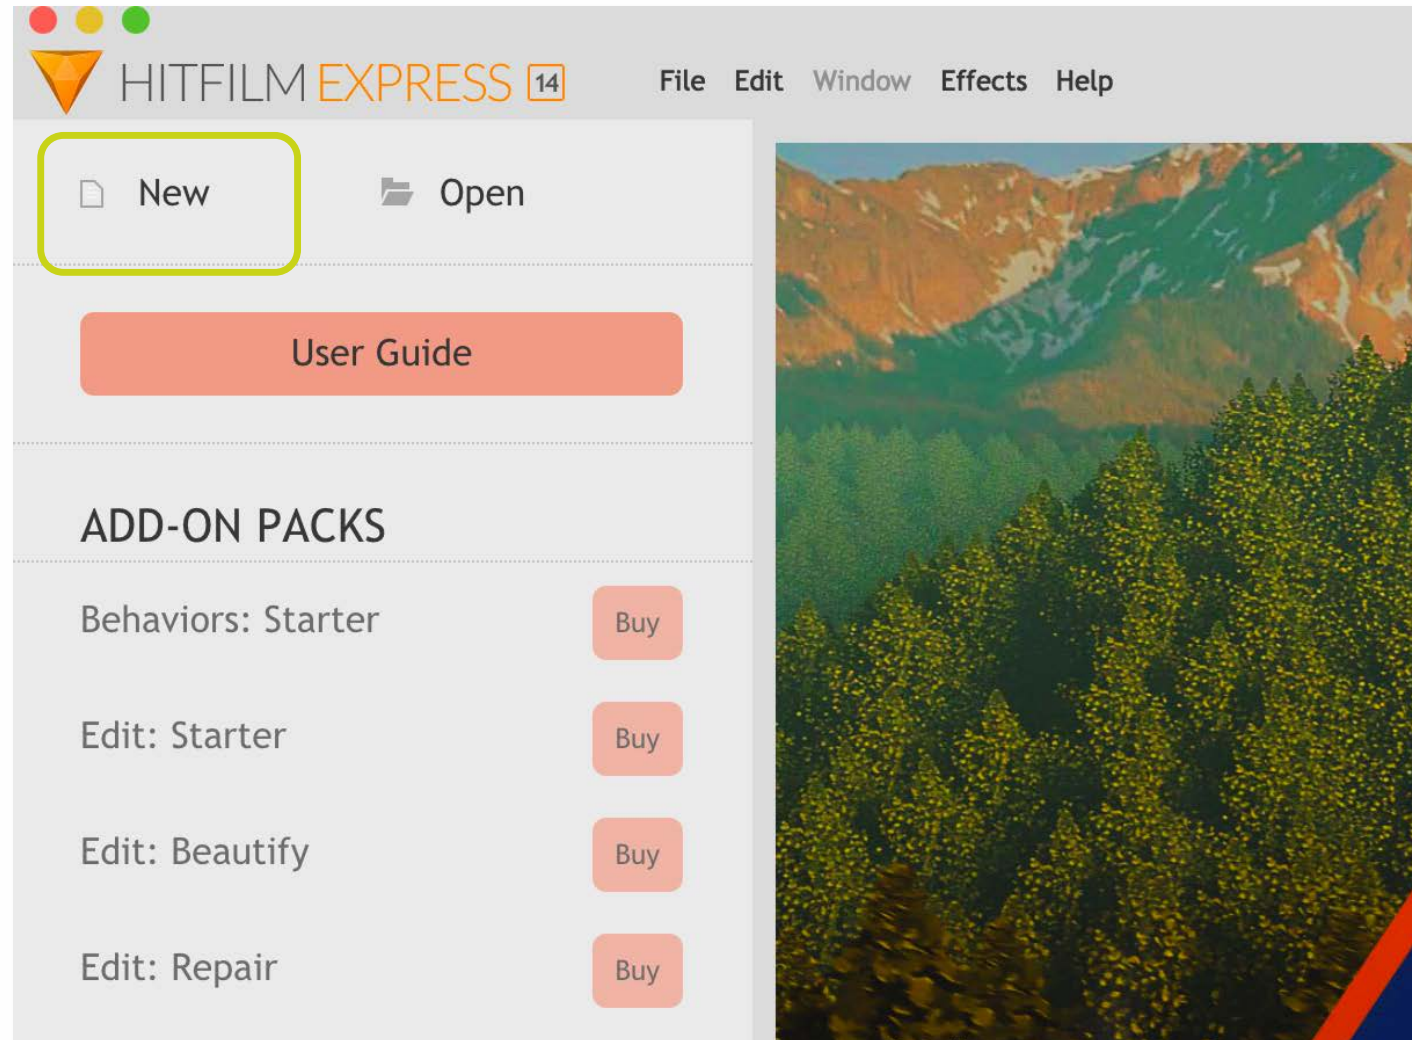 HITFILM EXPRESS 14
File Edit Window Effects Help
New Open
User Guide
ADD-ON PACKS
Behaviors: Starter Buy
Edit: Starter Buy
Edit: Beautify Buy
Edit: Repair Buy